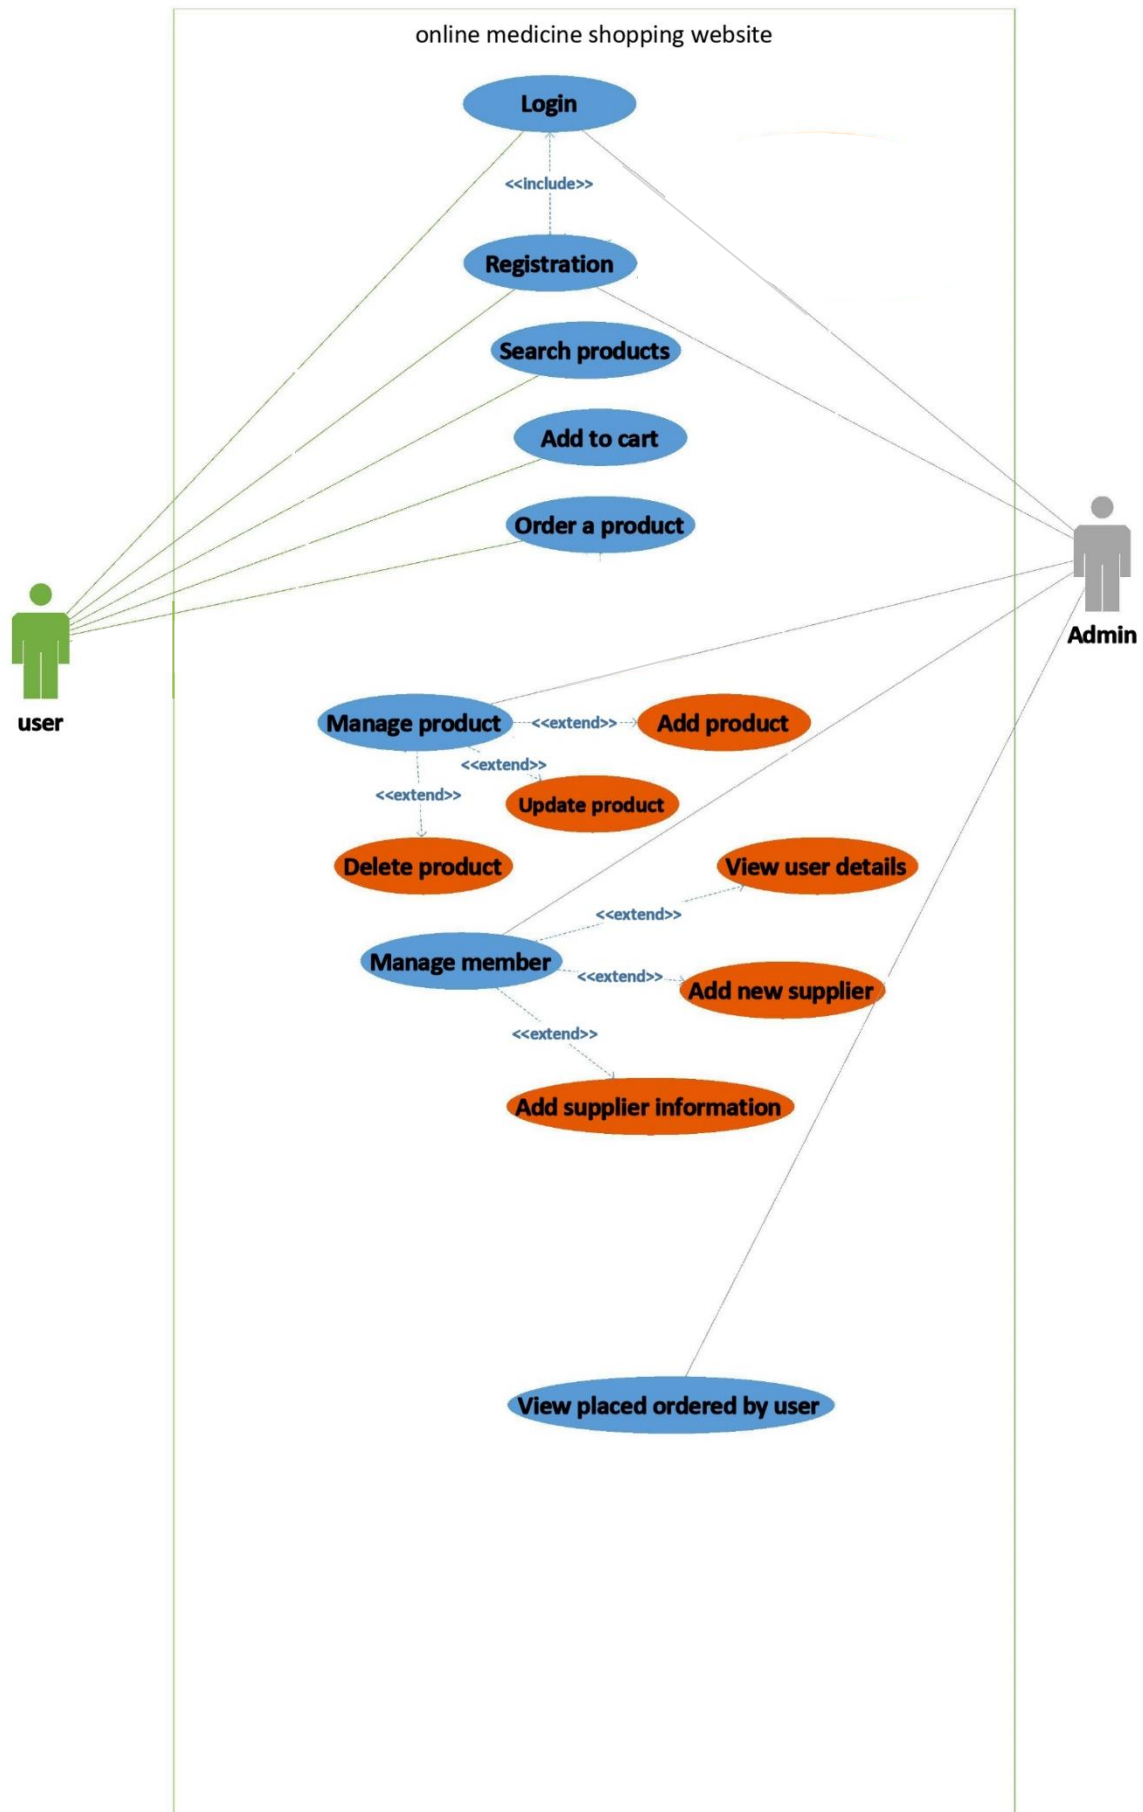 online medicine shopping website
Login
<<include>>
Registration
Search products
Add to cart
Order a product
Admin
user
Manage product
<<extend>>
Add product
<<extend>>
<<extend>>
Update product
Delete product
View user details
<<extend>>
Manage member
<<extend>>
Add new supplier
<<extend>>
Add supplier information
View placed ordered by user